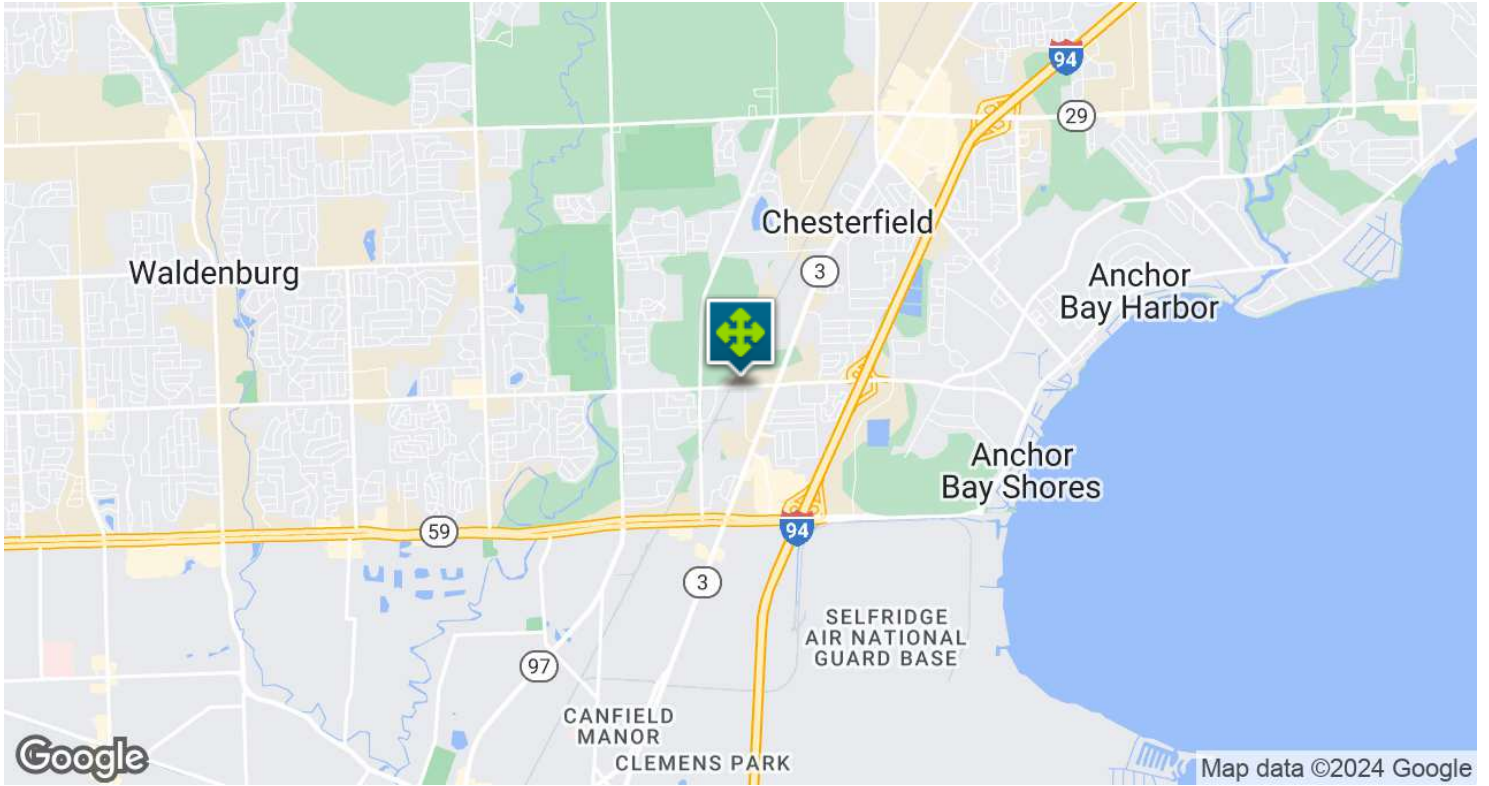 94
29
Chesterfield
Waldenburg
3
Anchor
Bay Harbor
Anchor
Bay Shores
59
94
3
SELFRIDGE
AIR NATIONAL
GUARD BASE
97
CANFIELD
MANOR
CLEMENS PARK
Google
Map data ©2024 Google